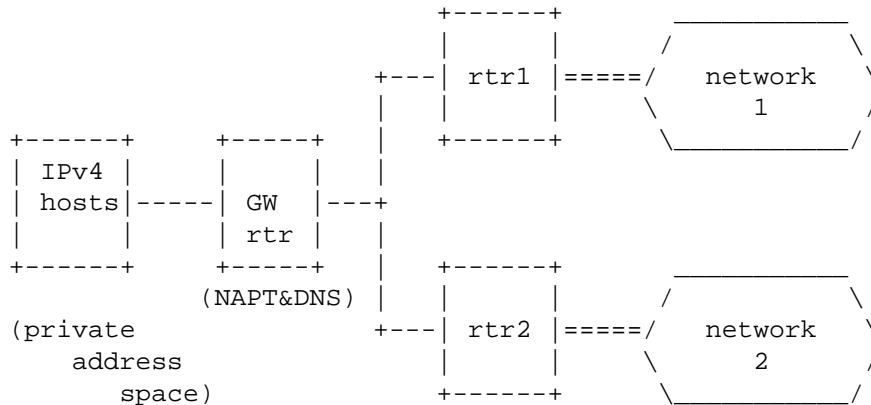 rtr1
network
1
IPv4
hosts
GW
rtr
(NAPT&DNS)
(private
address
space)
rtr2
network
2